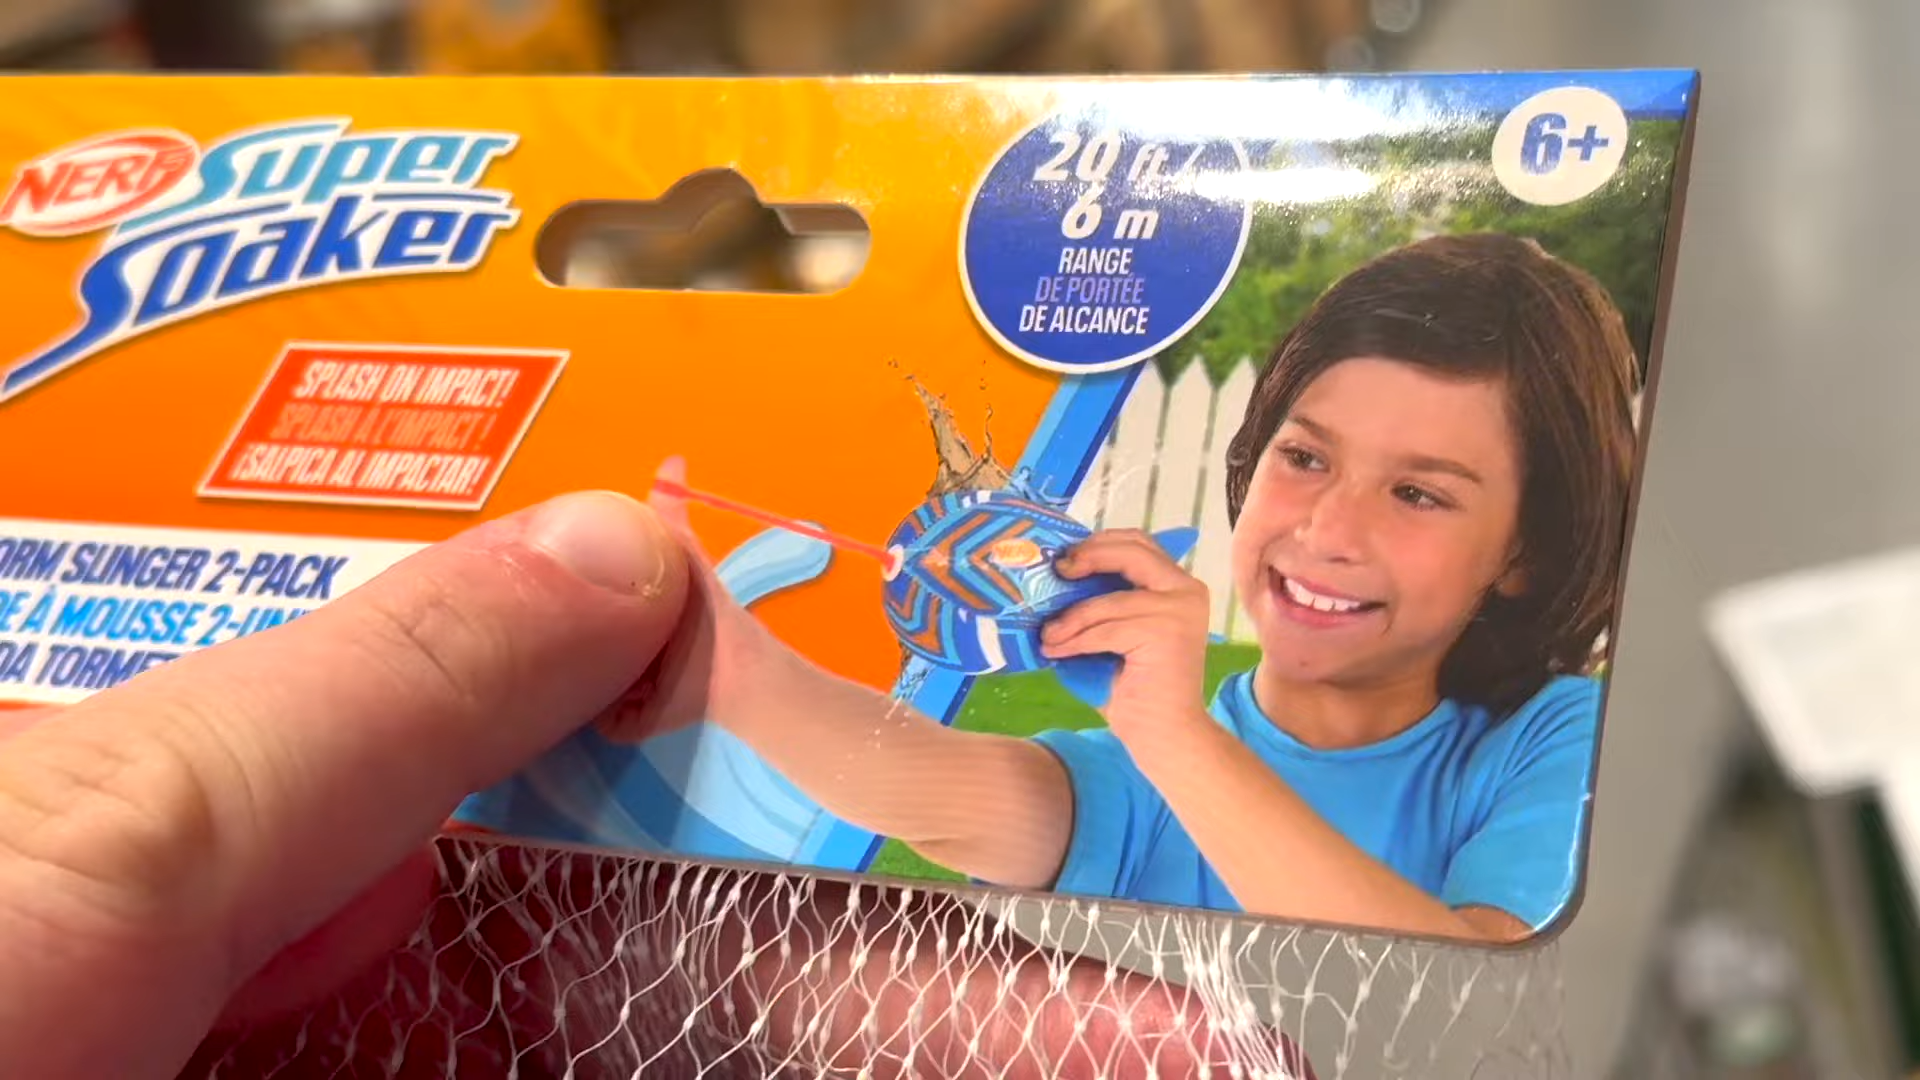 NERF
Super
Soaker
SPLASH ON IMPACT!
SPLASH À L'IMPACT !
¡SALPICA AL IMPACTAR!
ORM SLINGER 2-PACK
DE À MOUSSE 2-UN
DA TORME
20 ft /
6 m
RANGE
DE PORTÉE
DE ALCANCE
6+
NERF